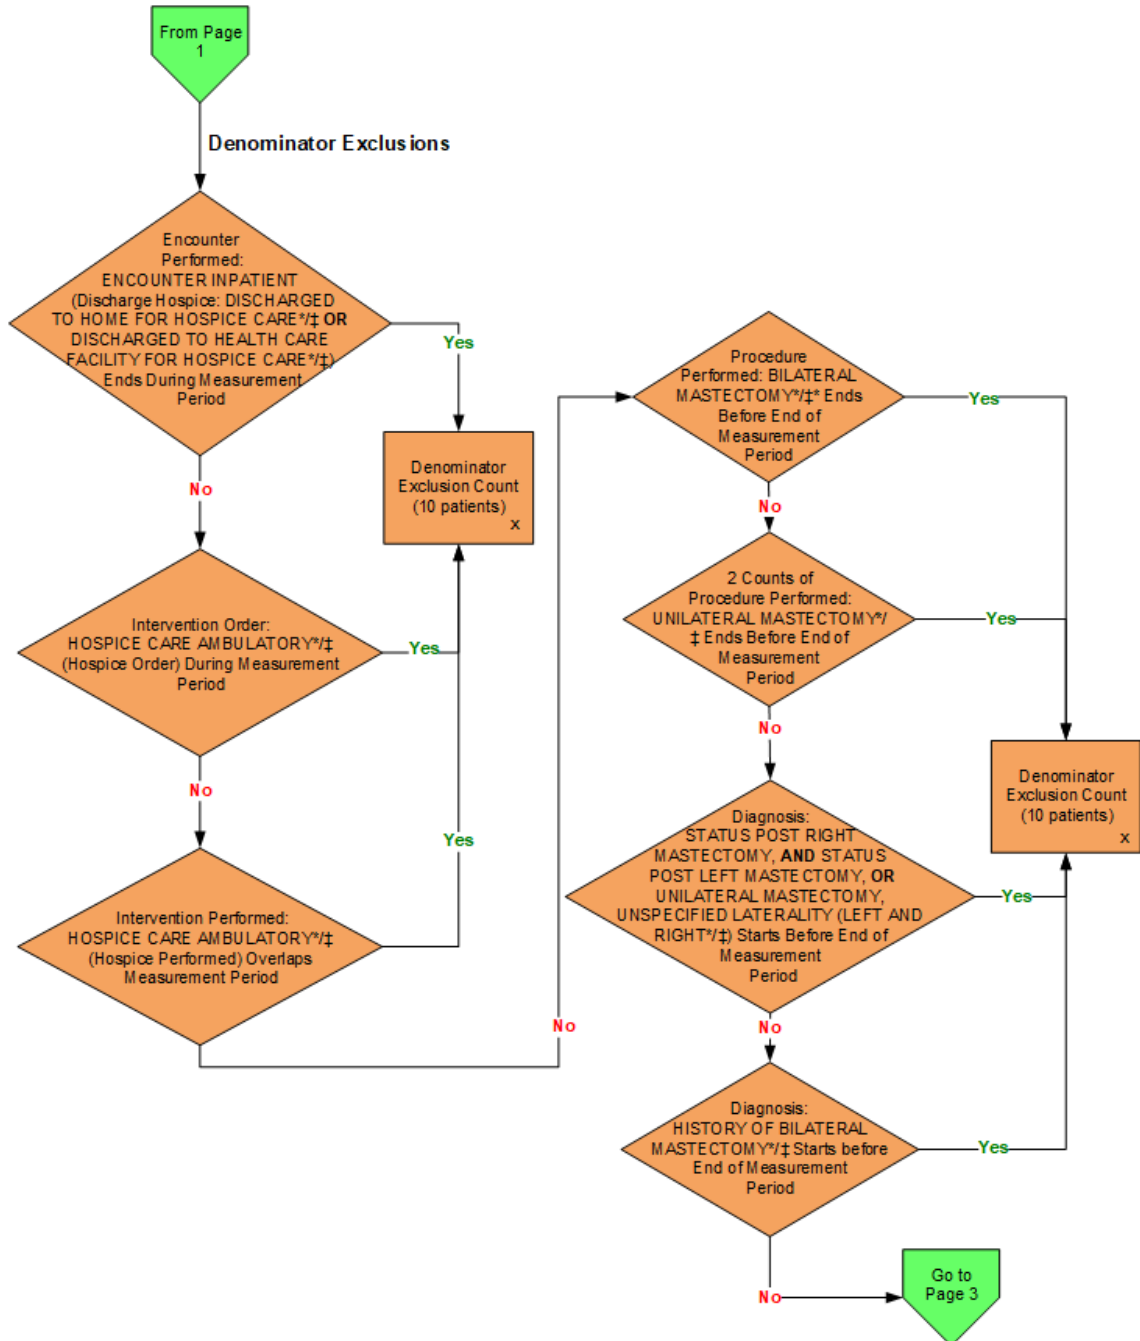 From Page
1
Denominator Exclusions
Encounter
Performed:
ENCOUNTER INPATIENT
(Discharge Hospice: DISCHARGED
TO HOME FOR HOSPICE CARE*/‡ OR
DISCHARGED TO HEALTH CARE
FACILITY FOR HOSPICE CARE*/‡)
Ends During Measurement
Period
Yes
No
Denominator
Exclusion Count
(10 patients)
x
Intervention Order:
HOSPICE CARE AMBULATORY*/‡
(Hospice Order) During Measurement
Period
Yes
No
Intervention Performed:
HOSPICE CARE AMBULATORY*/‡
(Hospice Performed) Overlaps
Measurement Period
Yes
No
Procedure
Performed: BILATERAL
MASTECTOMY*/‡* Ends
Before End of
Measurement
Period
Yes
No
2 Counts of
Procedure Performed:
UNILATERAL MASTECTOMY*/
‡ Ends Before End of
Measurement
Period
Yes
No
Denominator
Exclusion Count
(10 patients)
x
Diagnosis:
STATUS POST RIGHT
MASTECTOMY, AND STATUS
POST LEFT MASTECTOMY, OR
UNILATERAL MASTECTOMY,
UNSPECIFIED LATERALITY (LEFT AND
RIGHT*/‡) Starts Before End of
Measurement
Period
Yes
No
Diagnosis:
HISTORY OF BILATERAL
MASTECTOMY*/‡ Starts before
End of Measurement
Period
Yes
No
Go to
Page 3